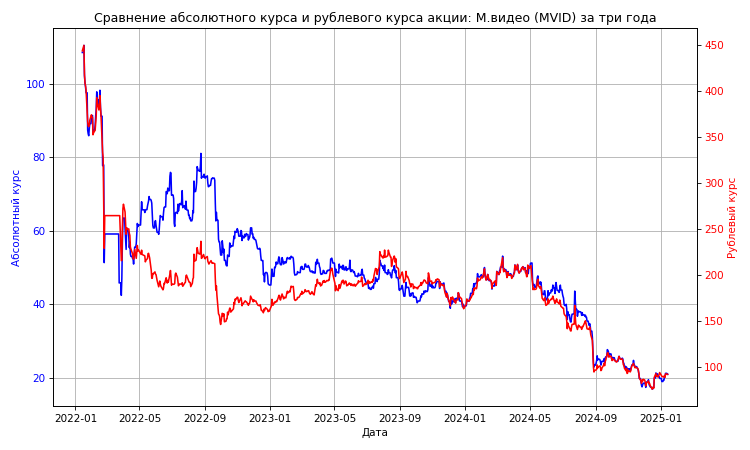 Сравнение абсолютного курса и рублевого курса акции: М.видео (MVID) за три года
Абсолютный курс
100
80
60
40
20
450
400
350
300
250
200
150
100
Рублевый курс
2022-01 2022-05 2022-09 2023-01 2023-05 2023-09 2024-01 2024-05 2024-09 2025-01
Дата